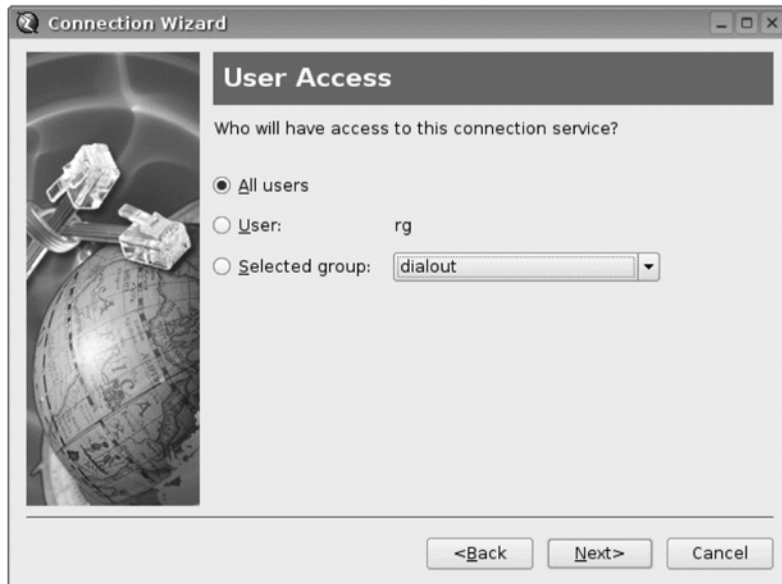 Connection Wizard
User Access
Who will have access to this connection service?
All users
User: rg
Selected group: dialout
<Back Next> Cancel